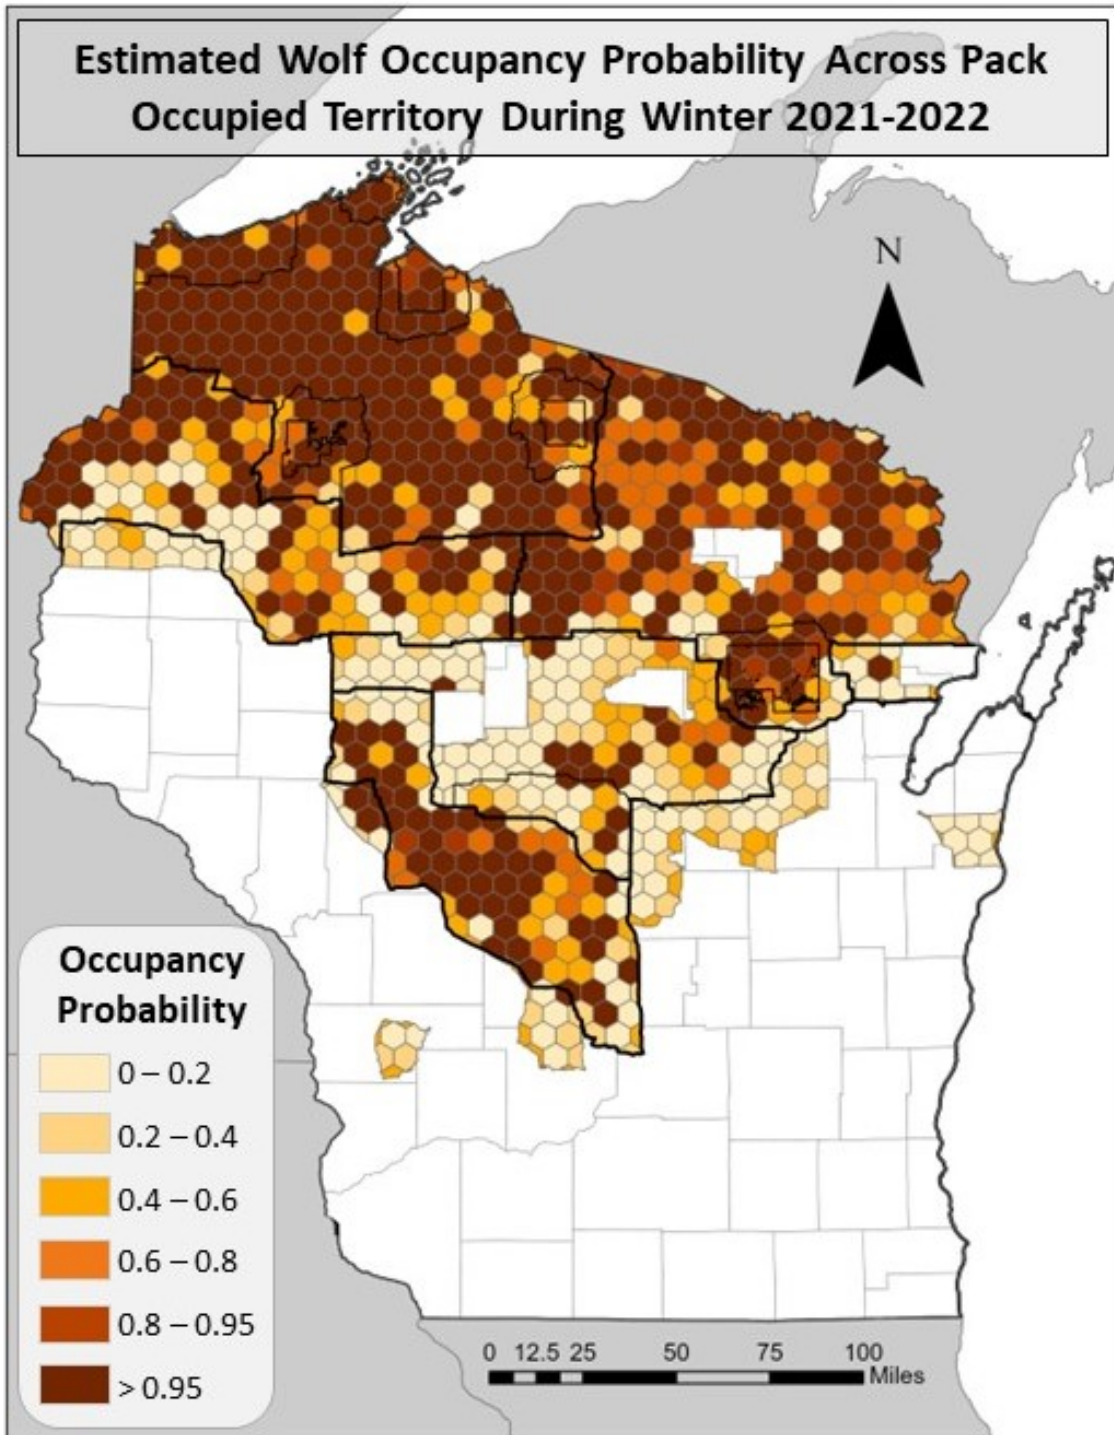 Estimated Wolf Occupancy Probability Across Pack
Occupied Territory During Winter 2021-2022
N
Occupancy
Probability
0 – 0.2
0.2 – 0.4
0.4 – 0.6
0.6 – 0.8
0.8 – 0.95
> 0.95
0 12.5 25 50 75 100
Miles